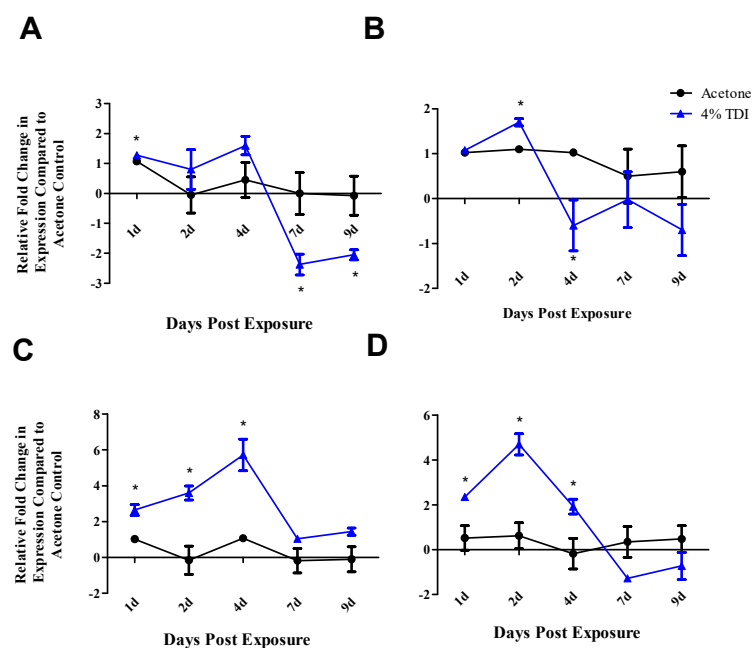 A
B
Acetone
4% TDI
Relative Fold Change in
Expression Compared to
Acetone Control
3
2
1
0
-1
-2
-3
*
*
*
1d
2d
4d
7d
9d
Days Post Exposure
2
1
0
-1
-2
*
*
1d
2d
4d
7d
9d
Days Post Exposure
C
D
Relative Fold Change in
Expression Compared to
Acetone Control
8
6
4
2
0
-2
*
*
*
1d
2d
4d
7d
9d
Days Post Exposure
6
4
2
0
-2
*
*
*
1d
2d
4d
7d
9d
Days Post Exposure